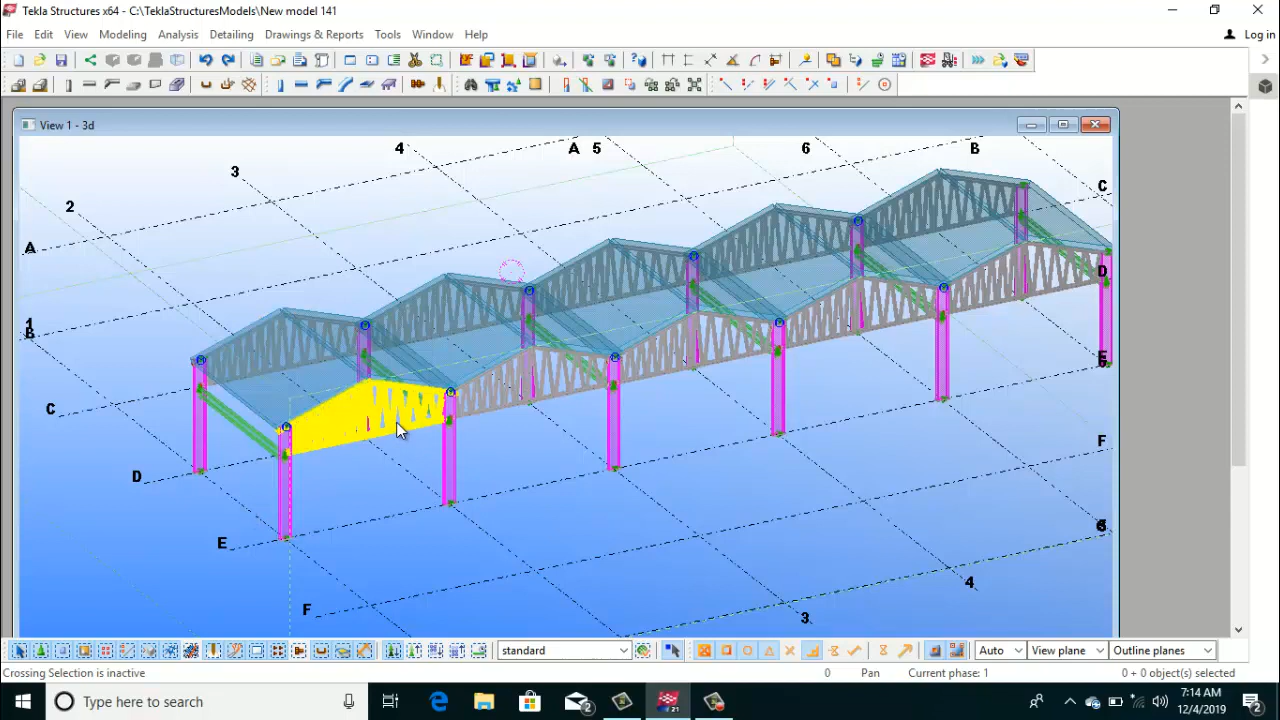 Tekla Structures x64 - C:\TeklaStructuresModels\New model 141
File Edit View Modeling Analysis Detailing Drawings & Reports Tools Window Help Log in
View 1 - 3d
4 A 5 6 B
3
C
2
A
D
1
B
E
C
F
D
6
E
4
F
3
standard Auto View plane Outline planes
Crossing Selection is inactive 0 Pan Current phase: 1 0 + 0 object(s) selected
Type here to search
2
21
7:14 AM
12/4/2019
2